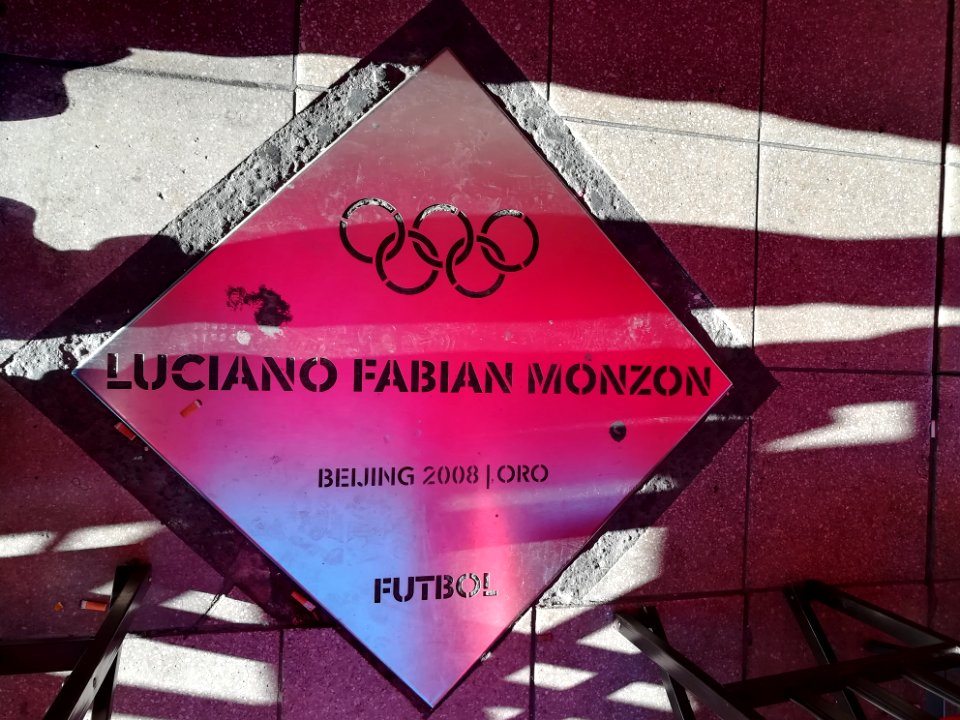 LUCIANO FABIAN MONZON
BEIJING 2008 | ORO
FUTBOL